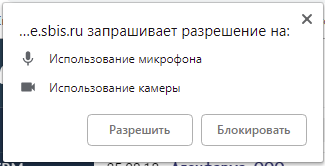 ...e.sbis.ru запрашивает разрешение на:
Использование микрофона
Использование камеры
Разрешить
Блокировать